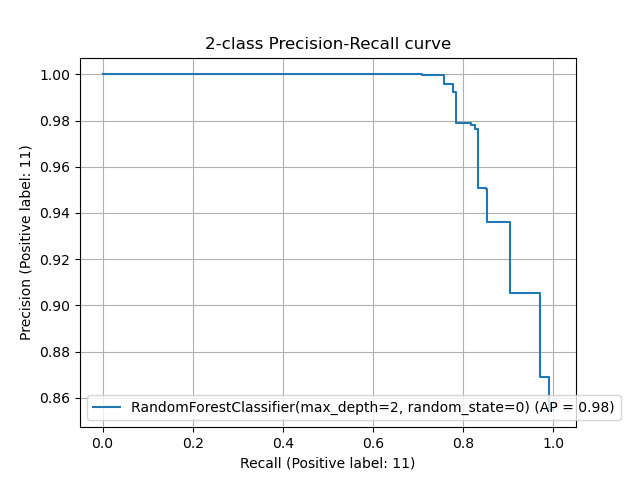 2-class Precision-Recall curve
Precision (Positive label: 11)
1.00
0.98
0.96
0.94
0.92
0.90
0.88
0.86
RandomForestClassifier(max_depth=2, random_state=0) (AP = 0.98)
0.0 0.2 0.4 0.6 0.8 1.0
Recall (Positive label: 11)